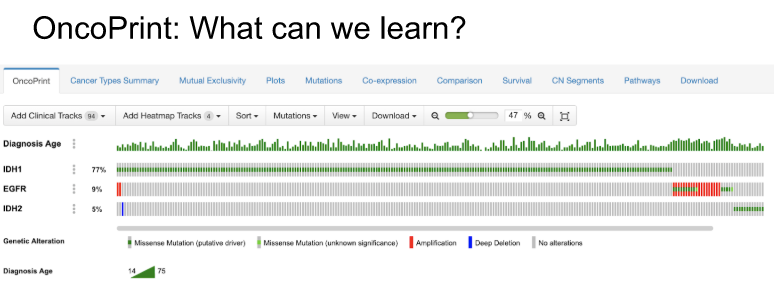 OncoPrint: What can we learn?
OncoPrint Cancer Types Summary Mutual Exclusivity Plots Mutations Co-expression Comparison Survival CN Segments Pathways Download
Add Clinical Tracks 94 Add Heatmap Tracks 4 Sort Mutations View Download 47 %
Diagnosis Age
IDH1 77%
EGFR 9%
IDH2 5%
Genetic Alteration Missense Mutation (putative driver) Missense Mutation (unknown significance) Amplification Deep Deletion No alterations
Diagnosis Age 14 75